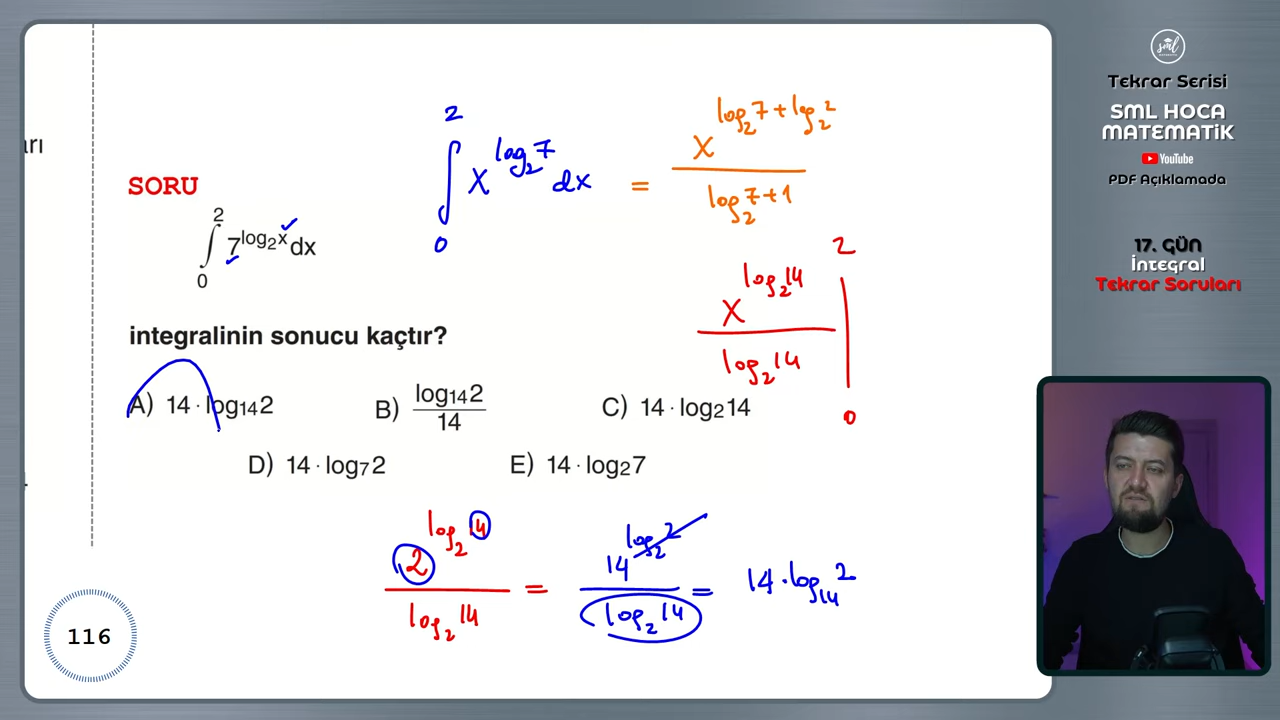 arı
SORU
∫₀² 7^{log₂x} dx
integralinin sonucu kaçtır?
A) 14 · log₁₄2
B) log₁₄2 / 14
C) 14 · log₂14
D) 14 · log₇2
E) 14 · log₂7
∫₀² x^{log₂7} dx = x^{log₂7 + log₂2} / log₂7 + 1
x^{log₂14} / log₂14 |₀²
2^{log₂14} / log₂14 = 14^{log₂2} / log₂14 = 14 · log₁₄2
116
sml
Tekrar Serisi
SML HOCA
MATEMATİK
YouTube
PDF Açıklamada
17. GÜN
İntegral
Tekrar Soruları